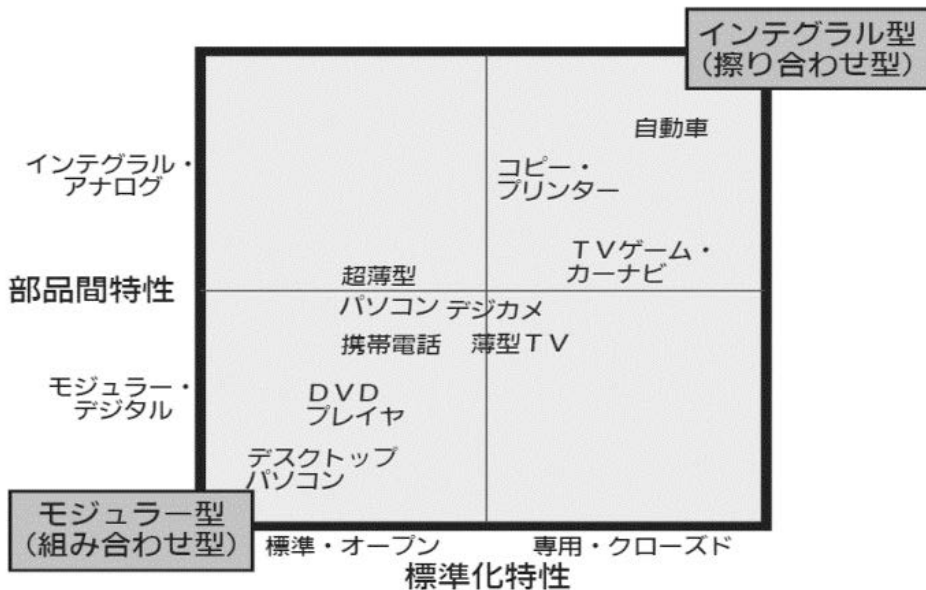 インテグラル型
(擦り合わせ型)
自動車
インテグラル・
アナログ
コピー・
プリンター
TVゲーム・
カーナビ
部品間特性
超薄型
パソコン
デジカメ
携帯電話
薄型TV
モジュラー・
デジタル
DVD
プレイヤ
デスクトップ
パソコン
モジュラー型
(組み合わせ型)
標準・オープン
専用・クローズド
標準化特性